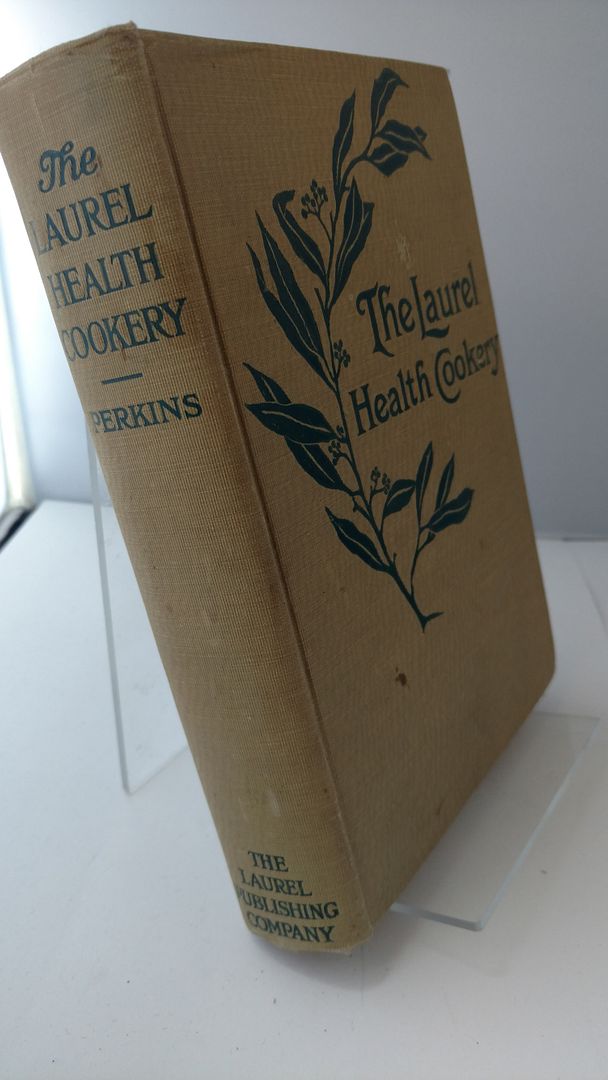 The
LAUREL
HEALTH
COOKERY
PERKINS
THE
LAUREL
PUBLISHING
COMPANY
The Laurel
Health Cookery